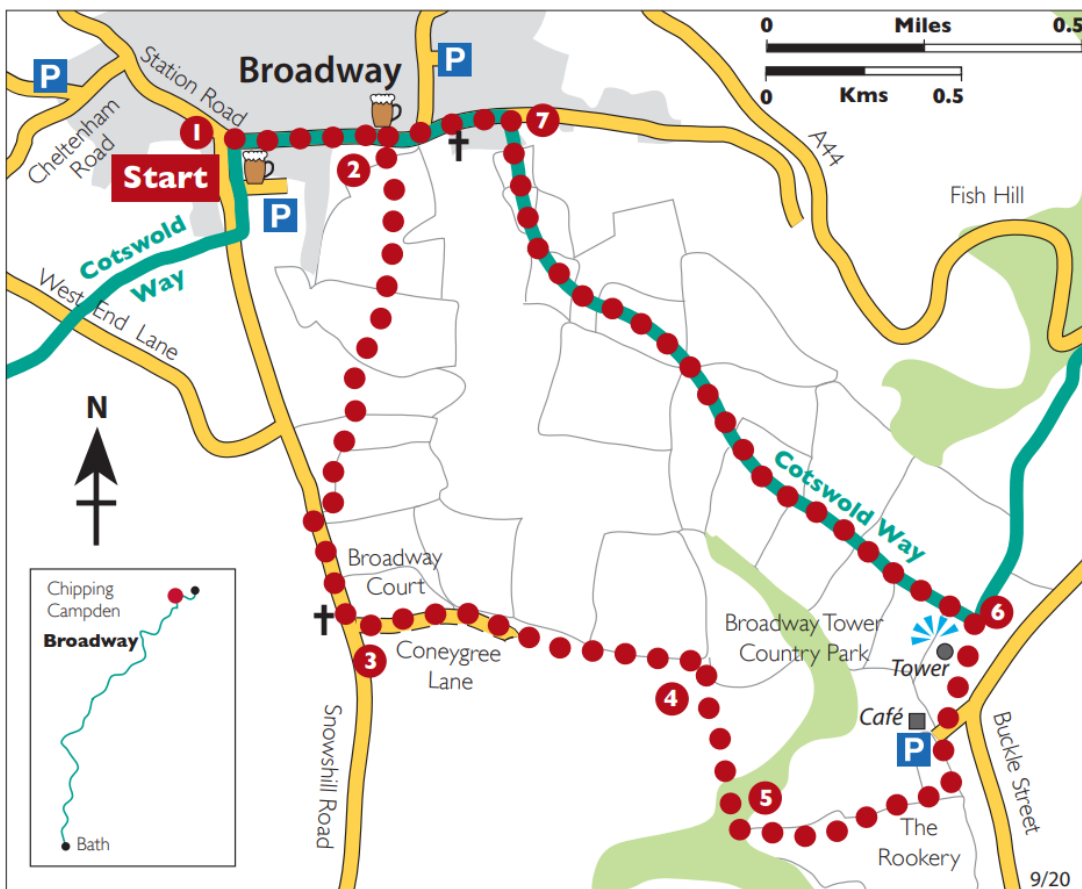 0 Miles 0.5
0 Kms 0.5
P
P
Station Road
Broadway
Cheltenham
Road
1
Start
2
7
P
A44
Fish Hill
Cotswold
Way
West End Lane
N
Cotswold Way
Broadway
Court
Coneygree
Lane
3
4
Snowshill Road
Broadway Tower
Country Park
6
Tower
Café
P
Buckle Street
5
The
Rookery
Chipping
Campden
Broadway
Bath
9/20